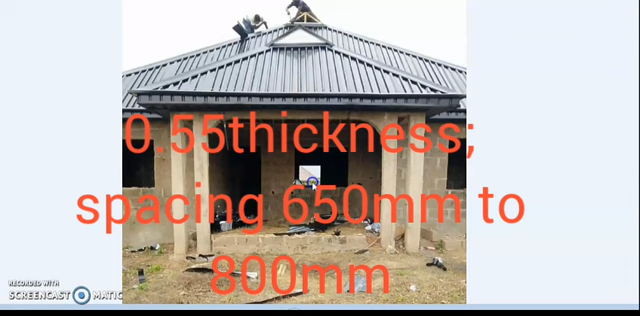 0.55thickness;
spacing 650mm to
800mm
RECORDED WITH
SCREENCAST MATIC